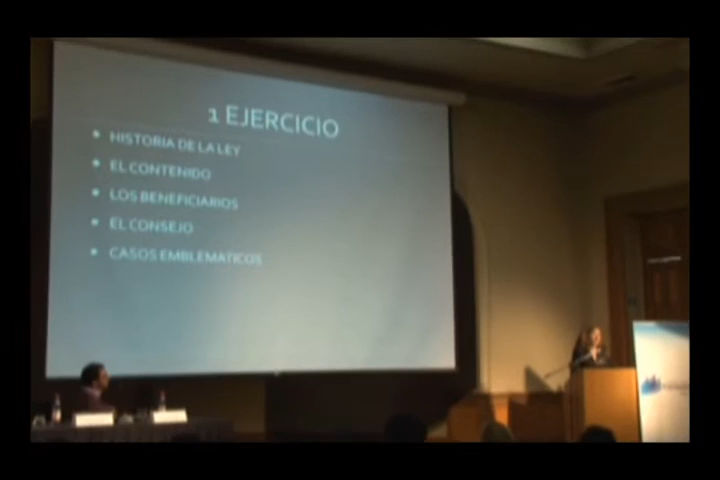 1 EJERCICIO
HISTORIA DE LA LEY
EL CONTENIDO
LOS BENEFICIARIOS
EL CONSEJO
CASOS EMBLEMATICOS